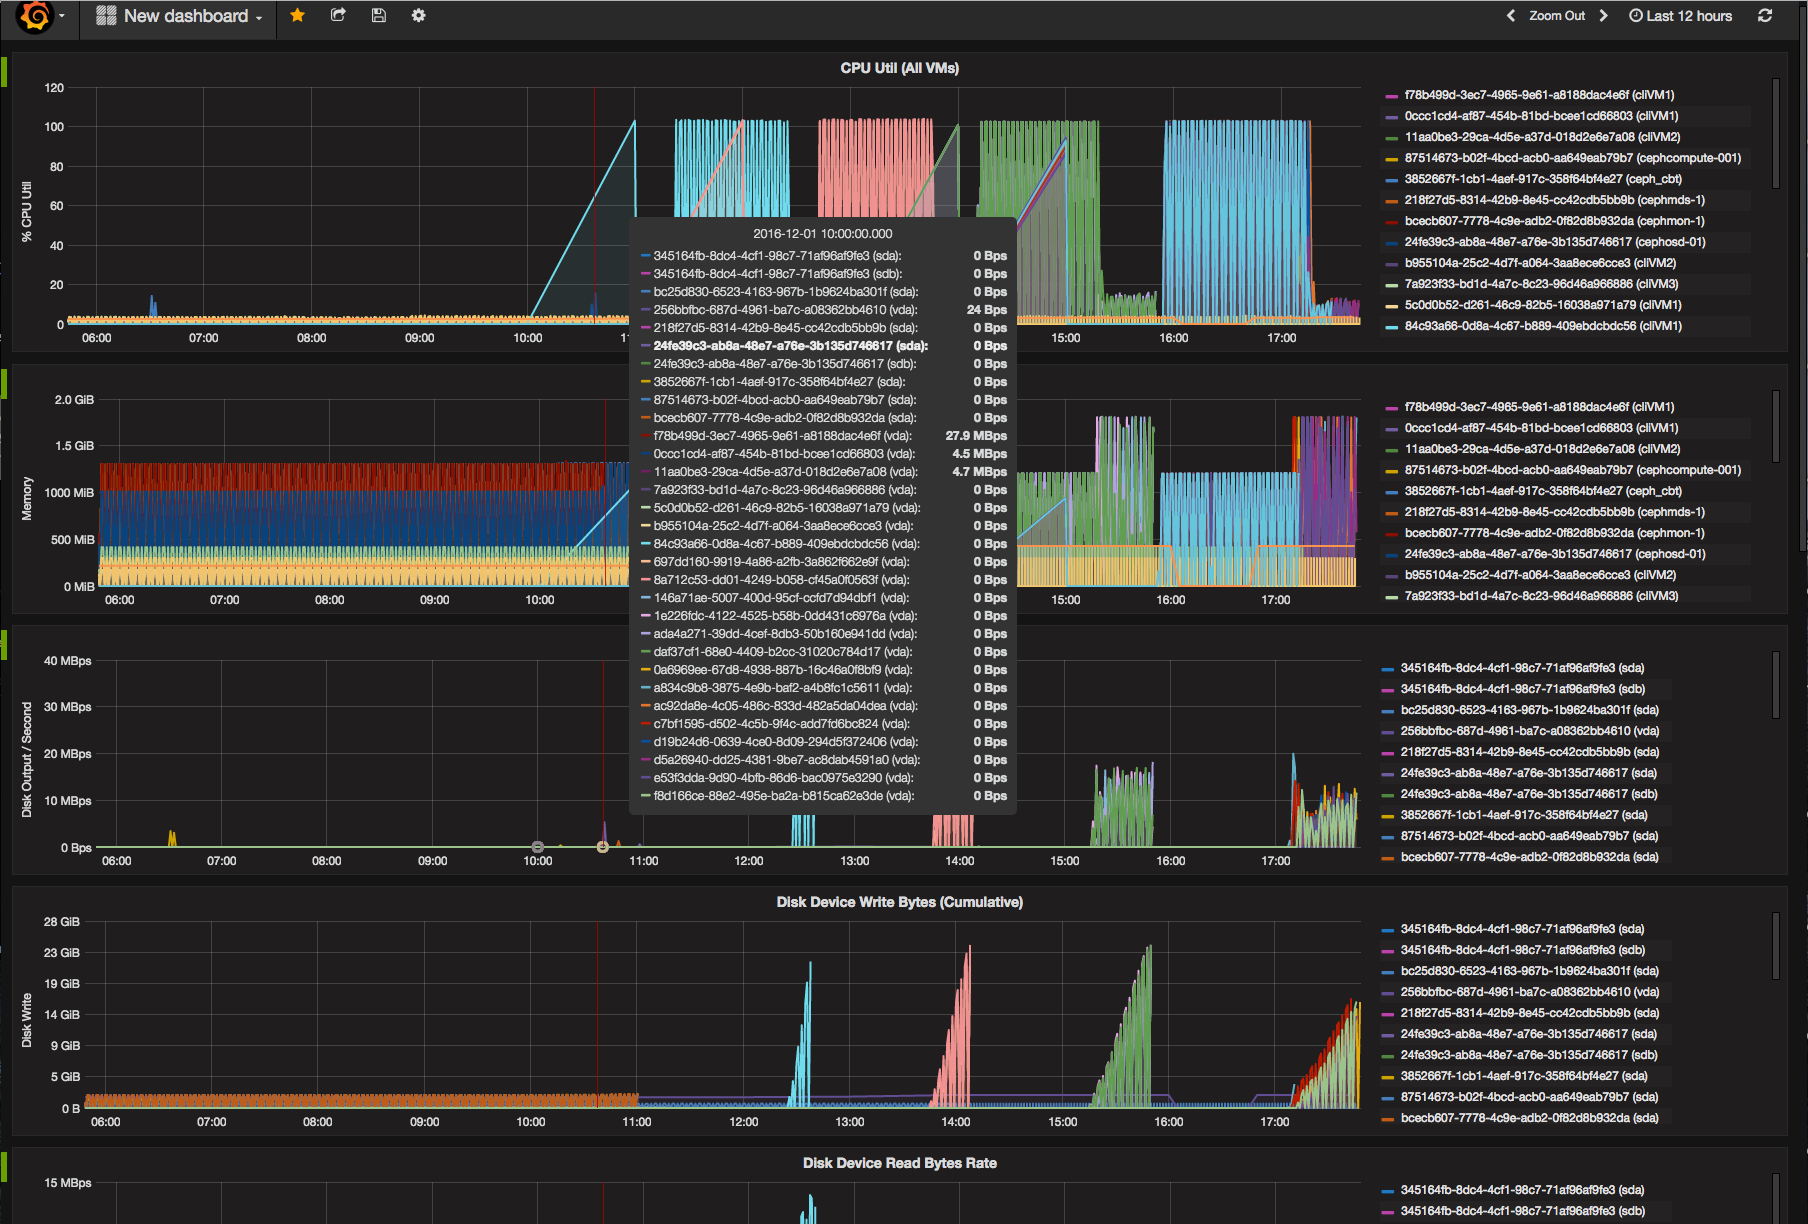 New dashboard
Zoom Out
Last 12 hours
CPU Util (All VMs)
120
100
80
60
40
20
0
% CPU Util
06:00 07:00 08:00 09:00 10:00 11 15:00 16:00 17:00
f78b499d-3ec7-4965-9e61-a8188dac4e6f (cliVM1)
0ccc1cd4-af87-454b-81bd-bcee1cd66803 (cliVM1)
11aa0be3-29ca-4d5e-a37d-018d2e6e7a08 (cliVM2)
87514673-b02f-4bcd-acb0-aa649eab79b7 (cephcompute-001)
3852667f-1cb1-4aef-917c-358f64bf4e27 (ceph_cbt)
218f27d5-8314-42b9-8e45-cc42cdb5bb9b (cephmds-1)
bcecb607-7778-4c9e-adb2-0f82d8b932da (cephmon-1)
24fe39c3-ab8a-48e7-a76e-3b135d746617 (cephosd-01)
b955104a-25c2-4d7f-a064-3aa8ece6cce3 (cliVM2)
7a923f33-bd1d-4a7c-8c23-96d46a966886 (cliVM3)
5c0d0b52-d261-46c9-82b5-16038a971a79 (cliVM1)
84c93a66-0d8a-4c67-b889-409ebdcbdc56 (cliVM1)
2016-12-01 10:00:00.000
345164fb-8dc4-4cf1-98c7-71af96af9fe3 (sda): 0 Bps
345164fb-8dc4-4cf1-98c7-71af96af9fe3 (sdb): 0 Bps
bc25d830-6523-4163-967b-1b9624ba301f (sda): 0 Bps
256bbfbc-687d-4961-ba7c-a08362bb4610 (vda): 24 Bps
218f27d5-8314-42b9-8e45-cc42cdb5bb9b (sda): 0 Bps
24fe39c3-ab8a-48e7-a76e-3b135d746617 (sda): 0 Bps
24fe39c3-ab8a-48e7-a76e-3b135d746617 (sdb): 0 Bps
3852667f-1cb1-4aef-917c-358f64bf4e27 (sda): 0 Bps
87514673-b02f-4bcd-acb0-aa649eab79b7 (sda): 0 Bps
bcecb607-7778-4c9e-adb2-0f82d8b932da (sda): 0 Bps
f78b499d-3ec7-4965-9e61-a8188dac4e6f (vda): 27.9 MBps
0ccc1cd4-af87-454b-81bd-bcee1cd66803 (vda): 4.5 MBps
11aa0be3-29ca-4d5e-a37d-018d2e6e7a08 (vda): 4.7 MBps
7a923f33-bd1d-4a7c-8c23-96d46a966886 (vda): 0 Bps
5c0d0b52-d261-46c9-82b5-16038a971a79 (vda): 0 Bps
b955104a-25c2-4d7f-a064-3aa8ece6cce3 (vda): 0 Bps
84c93a66-0d8a-4c67-b889-409ebdcbdc56 (vda): 0 Bps
697dd160-9919-4a86-a2fb-3a862f662e9f (vda): 0 Bps
8a712c53-dd01-4249-b058-cf45a0f0563f (vda): 0 Bps
146a71ae-5007-400d-95cf-ccfd7d94dbf1 (vda): 0 Bps
1e226fdc-4122-4525-b58b-0dd431c6976a (vda): 0 Bps
ada4a271-39dd-4cef-8db3-50b160e941dd (vda): 0 Bps
daf37cf1-68e0-4409-b2cc-31020c784d17 (vda): 0 Bps
0a6969ee-67d8-4938-887b-16c46a0f8bf9 (vda): 0 Bps
a834c9b8-3875-4e9b-baf2-a4b8fc1c5611 (vda): 0 Bps
ac92da8e-4c05-486c-833d-482a5da04dea (vda): 0 Bps
c7bf1595-d502-4c5b-9f4c-add7fd6bc824 (vda): 0 Bps
d19b24d6-0639-4ce0-8d09-294d5f372406 (vda): 0 Bps
d5a26940-dd25-4381-9be7-ac8dab4591a0 (vda): 0 Bps
e53f3dda-9d90-4bfb-86d6-bac0975e3290 (vda): 0 Bps
f8d166ce-88e2-495e-ba2a-b815ca62e3de (vda): 0 Bps
2.0 GiB
1.5 GiB
1000 MiB
500 MiB
0 MiB
Memory
06:00 07:00 08:00 09:00 10:00 15:00 16:00 17:00
f78b499d-3ec7-4965-9e61-a8188dac4e6f (cliVM1)
0ccc1cd4-af87-454b-81bd-bcee1cd66803 (cliVM1)
11aa0be3-29ca-4d5e-a37d-018d2e6e7a08 (cliVM2)
87514673-b02f-4bcd-acb0-aa649eab79b7 (cephcompute-001)
3852667f-1cb1-4aef-917c-358f64bf4e27 (ceph_cbt)
218f27d5-8314-42b9-8e45-cc42cdb5bb9b (cephmds-1)
bcecb607-7778-4c9e-adb2-0f82d8b932da (cephmon-1)
24fe39c3-ab8a-48e7-a76e-3b135d746617 (cephosd-01)
b955104a-25c2-4d7f-a064-3aa8ece6cce3 (cliVM2)
7a923f33-bd1d-4a7c-8c23-96d46a966886 (cliVM3)
40 MBps
30 MBps
20 MBps
10 MBps
0 Bps
Disk Output / Second
06:00 07:00 08:00 09:00 10:00 11:00 12:00 13:00 14:00 15:00 16:00 17:00
345164fb-8dc4-4cf1-98c7-71af96af9fe3 (sda)
345164fb-8dc4-4cf1-98c7-71af96af9fe3 (sdb)
bc25d830-6523-4163-967b-1b9624ba301f (sda)
256bbfbc-687d-4961-ba7c-a08362bb4610 (vda)
218f27d5-8314-42b9-8e45-cc42cdb5bb9b (sda)
24fe39c3-ab8a-48e7-a76e-3b135d746617 (sda)
24fe39c3-ab8a-48e7-a76e-3b135d746617 (sdb)
3852667f-1cb1-4aef-917c-358f64bf4e27 (sda)
87514673-b02f-4bcd-acb0-aa649eab79b7 (sda)
bcecb607-7778-4c9e-adb2-0f82d8b932da (sda)
Disk Device Write Bytes (Cumulative)
28 GiB
23 GiB
19 GiB
14 GiB
9 GiB
5 GiB
0 B
Disk Write
06:00 07:00 08:00 09:00 10:00 11:00 12:00 13:00 14:00 15:00 16:00 17:00
345164fb-8dc4-4cf1-98c7-71af96af9fe3 (sda)
345164fb-8dc4-4cf1-98c7-71af96af9fe3 (sdb)
bc25d830-6523-4163-967b-1b9624ba301f (sda)
256bbfbc-687d-4961-ba7c-a08362bb4610 (vda)
218f27d5-8314-42b9-8e45-cc42cdb5bb9b (sda)
24fe39c3-ab8a-48e7-a76e-3b135d746617 (sda)
24fe39c3-ab8a-48e7-a76e-3b135d746617 (sdb)
3852667f-1cb1-4aef-917c-358f64bf4e27 (sda)
87514673-b02f-4bcd-acb0-aa649eab79b7 (sda)
bcecb607-7778-4c9e-adb2-0f82d8b932da (sda)
Disk Device Read Bytes Rate
15 MBps
345164fb-8dc4-4cf1-98c7-71af96af9fe3 (sda)
345164fb-8dc4-4cf1-98c7-71af96af9fe3 (sdb)